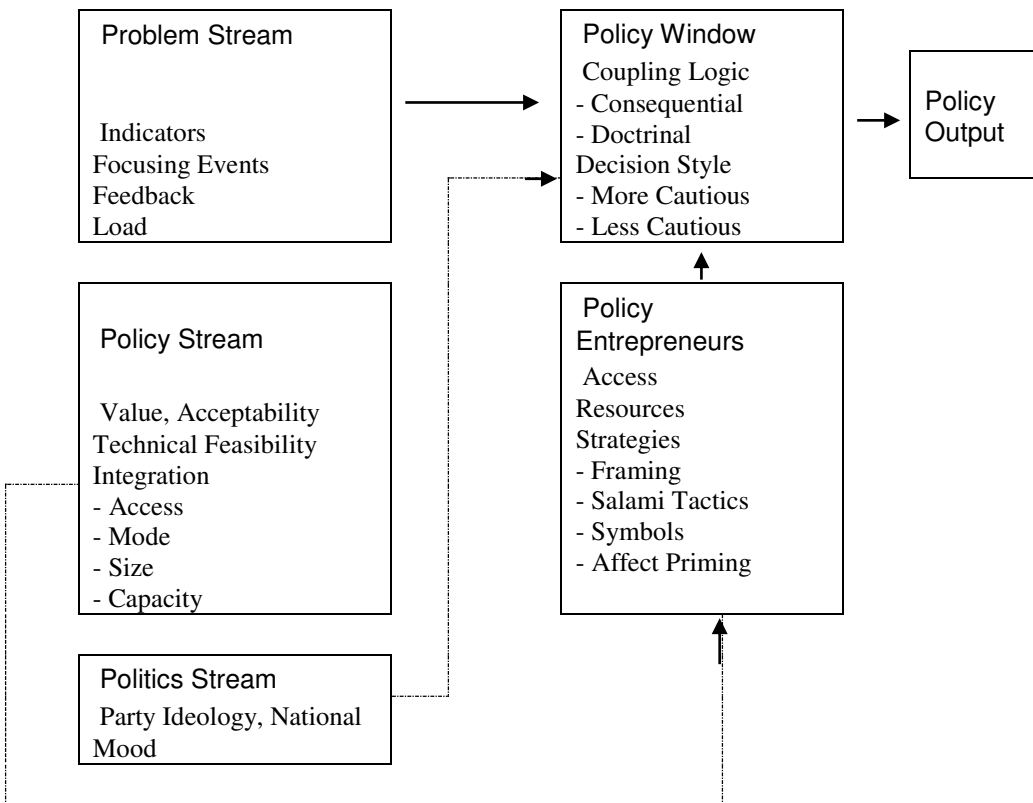 Problem Stream
Indicators
Focusing Events
Feedback
Load
Policy Stream
Value, Acceptability
Technical Feasibility
Integration
- Access
- Mode
- Size
- Capacity
Politics Stream
Party Ideology, National
Mood
Policy Window
Coupling Logic
- Consequential
- Doctrinal
Decision Style
- More Cautious
- Less Cautious
Policy
Entrepreneurs
Access
Resources
Strategies
- Framing
- Salami Tactics
- Symbols
- Affect Priming
Policy
Output